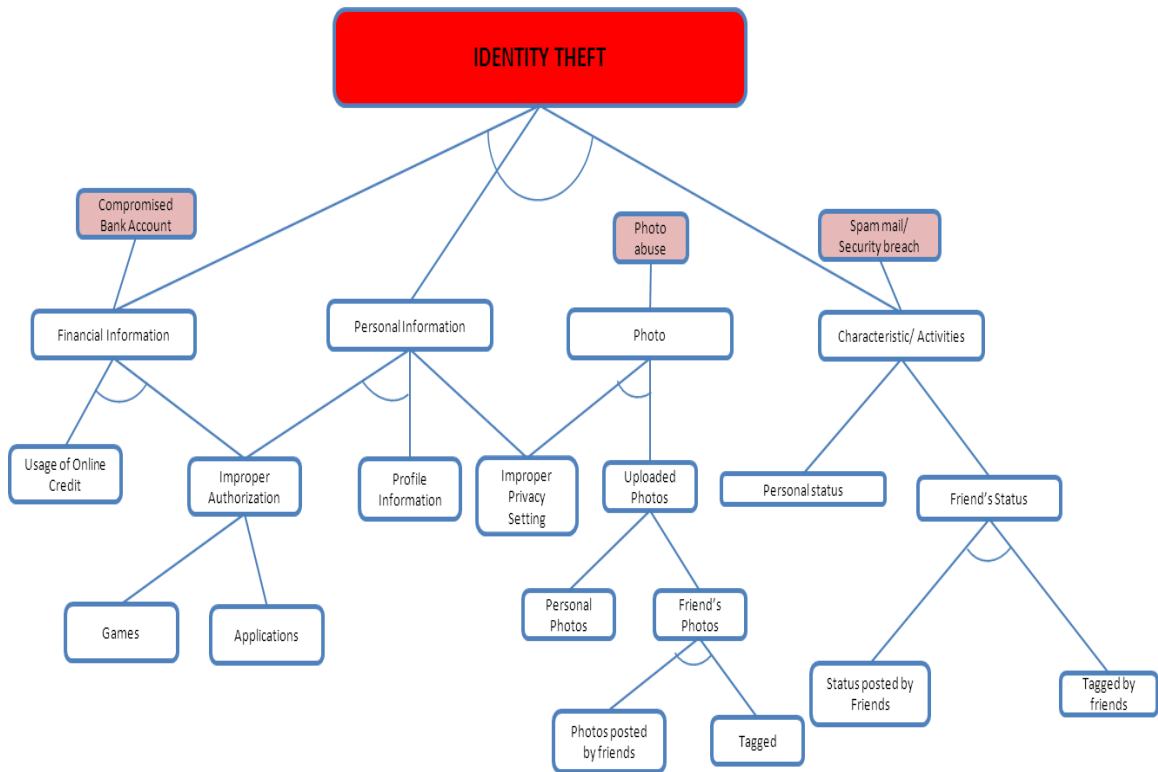 IDENTITY THEFT
Compromised
Bank Account
Photo
abuse
Spam mail/
Security breach
Financial Information
Personal Information
Photo
Characteristic/ Activities
Usage of Online
Credit
Improper
Authorization
Profile
Information
Improper
Privacy
Setting
Uploaded
Photos
Personal status
Friend's Status
Games
Applications
Personal
Photos
Friend's
Photos
Status posted by
Friends
Tagged by
friends
Photos posted
by friends
Tagged